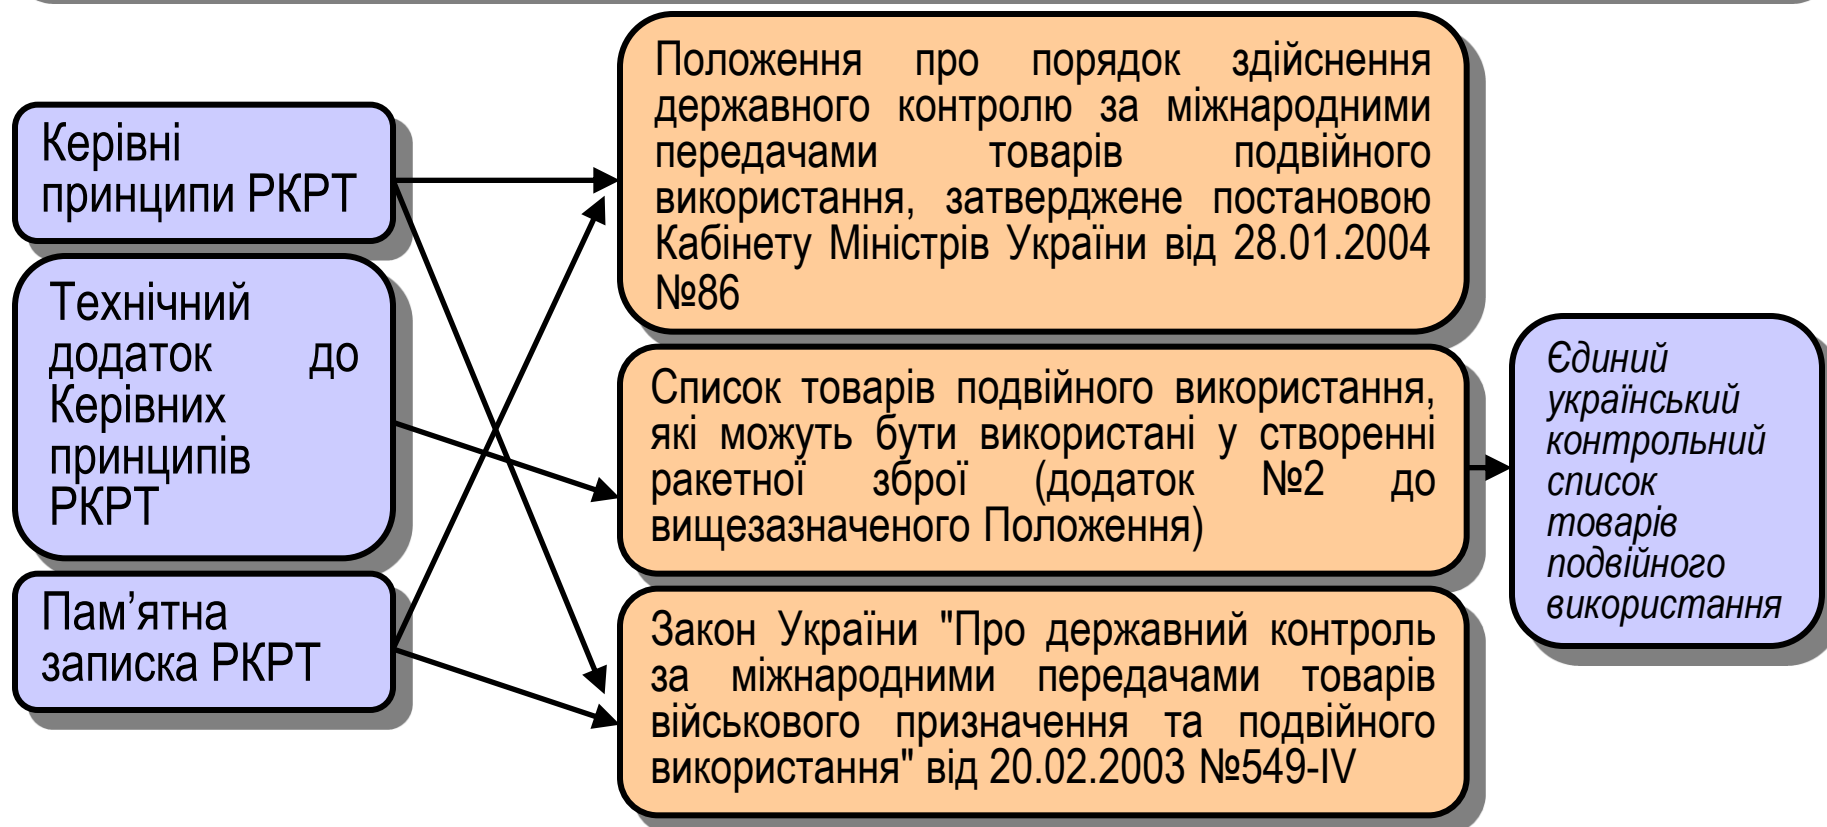 Керівні
принципи РКРТ
Технічний
додаток до
Керівних
принципів
РКРТ
Пам’ятна
записка РКРТ
Положення про порядок здійснення
державного контролю за міжнародними
передачами товарів подвійного
використання, затверджене постановою
Кабінету Міністрів України від 28.01.2004
№86
Список товарів подвійного використання,
які можуть бути використані у створенні
ракетної зброї (додаток №2 до
вищезазначеного Положення)
Закон України "Про державний контроль
за міжнародними передачами товарів
військового призначення та подвійного
використання" від 20.02.2003 №549-IV
Єдиний
український
контрольний
список
товарів
подвійного
використання